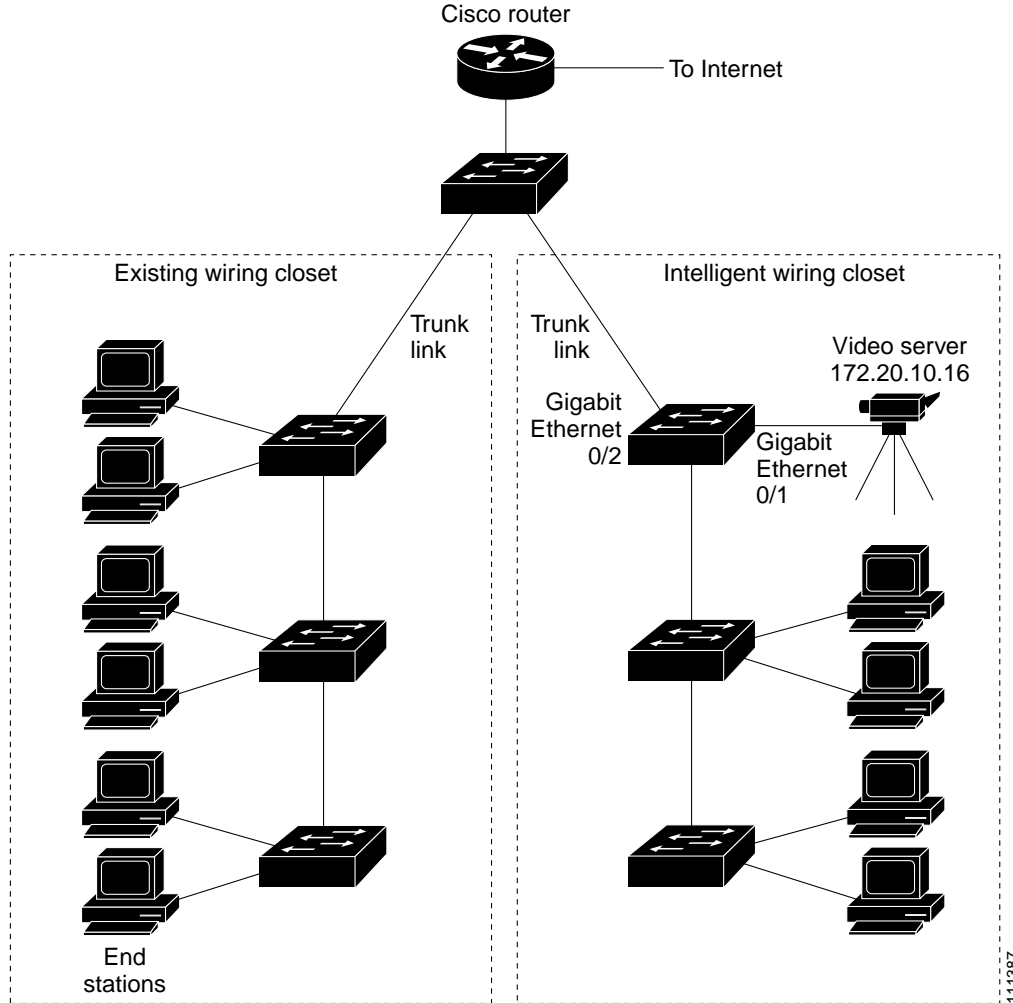 Cisco router
To Internet
Existing wiring closet
Intelligent wiring closet
Trunk
link
Trunk
link
Video server
172.20.10.16
Gigabit
Ethernet
0/2
Gigabit
Ethernet
0/1
End
stations
111387